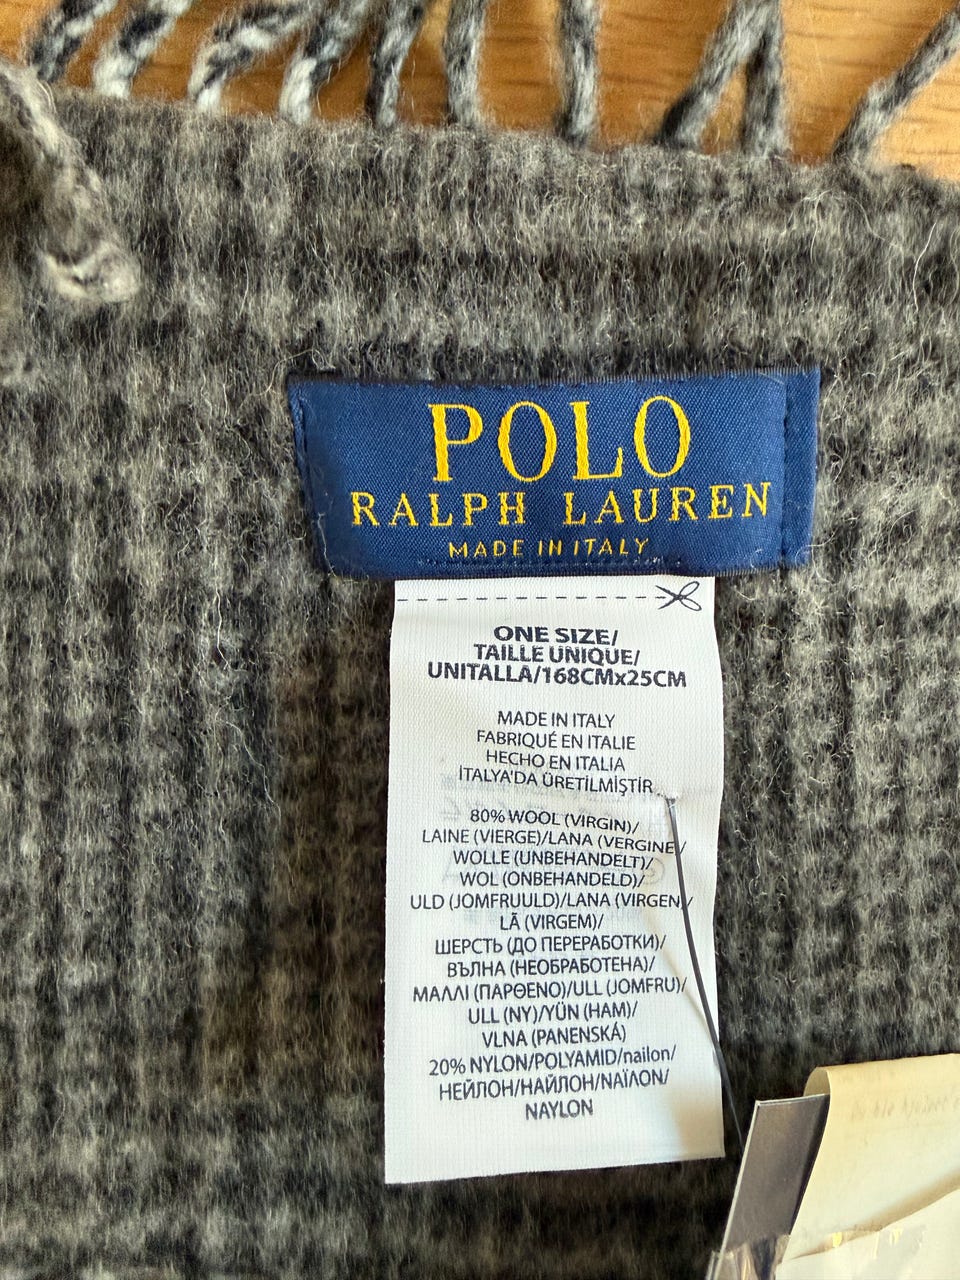 POLO
RALPH LAUREN
MADE IN ITALY
ONE SIZE/
TAILLE UNIQUE/
UNITALLA/168CMx25CM
MADE IN ITALY
FABRIQUÉ EN ITALIE
HECHO EN ITALIA
İTALYA'DA ÜRETİLMİŞTİR
80% WOOL (VIRGIN)/
LAINE (VIERGE)/LANA (VERGINE)/
WOLLE (UNBEHANDELT)/
WOL (ONBEHANDELD)/
ULD (JOMFRUULD)/LANA (VIRGEN)/
LÃ (VIRGEM)/
ШЕРСТЬ (ДО ПЕРЕРАБОТКИ)/
ВЪЛНА (НЕОБРАБОТЕНА)/
ΜΑΛΛΙ (ΠΑΡΘΕΝΟ)/ULL (JOMFRU)/
ULL (NY)/YÜN (HAM)/
VLNA (PANENSKÁ)
20% NYLON/POLYAMID/nailon/
НЕЙЛОН/НАЙЛОН/ΝΑΪΛΟΝ/
NAYLON